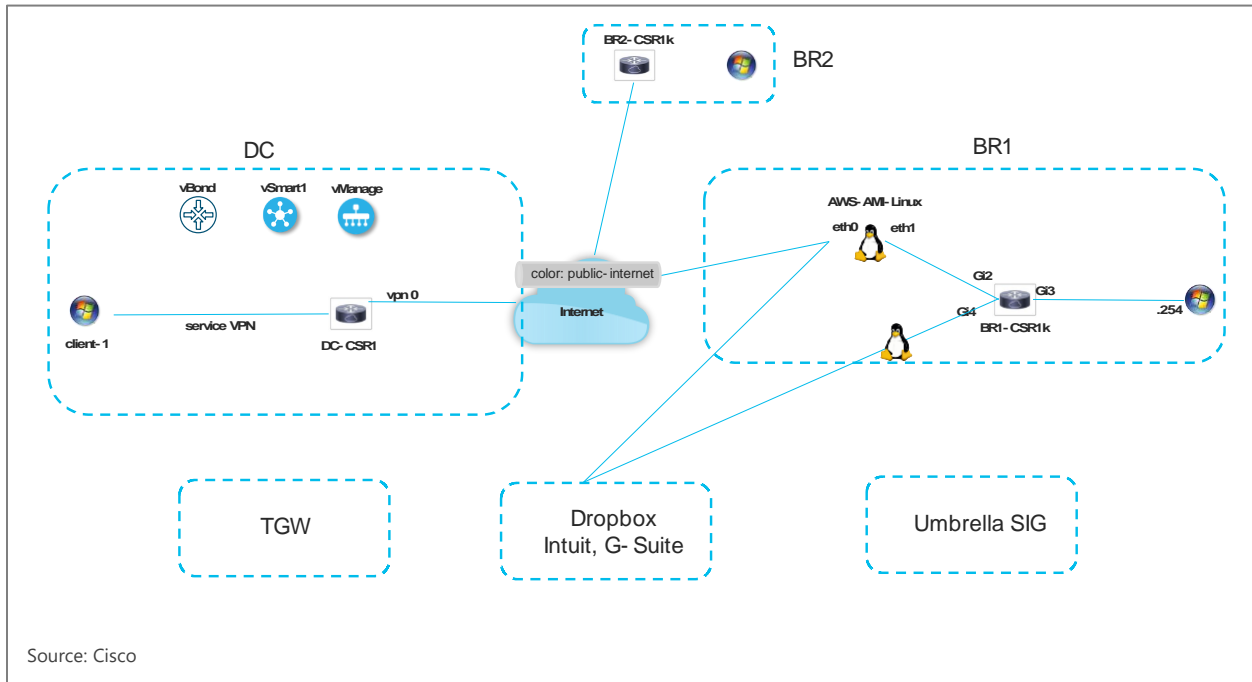 BR2- CSR1k
BR2
DC
BR1
vBond
vSmart1
vManage
AWS- AMI- Linux
eth0
eth1
color: public- internet
Gi2
Gi3
vpn 0
Internet
Gi4
.254
service VPN
client- 1
DC- CSR1
BR1- CSR1k
TGW
Dropbox
Intuit, G- Suite
Umbrella SIG
Source: Cisco